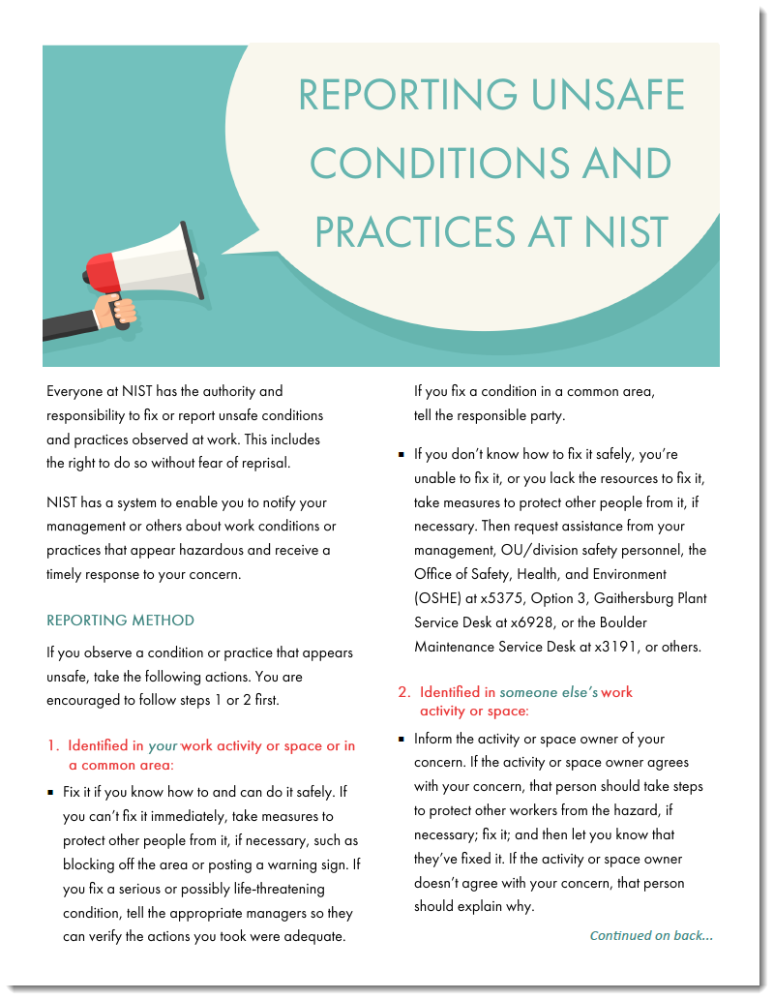 REPORTING UNSAFE
CONDITIONS AND
PRACTICES AT NIST
Everyone at NIST has the authority and
responsibility to fix or report unsafe conditions
and practices observed at work. This includes
the right to do so without fear of reprisal.
NIST has a system to enable you to notify your
management or others about work conditions or
practices that appear hazardous and receive a
timely response to your concern.
REPORTING METHOD
If you observe a condition or practice that appears
unsafe, take the following actions. You are
encouraged to follow steps 1 or 2 first.
1. Identified in your work activity or space or in
a common area:
▪ Fix it if you know how to and can do it safely. If
you can't fix it immediately, take measures to
protect other people from it, if necessary, such as
blocking off the area or posting a warning sign. If
you fix a serious or possibly life-threatening
condition, tell the appropriate managers so they
can verify the actions you took were adequate.
If you fix a condition in a common area,
tell the responsible party.
▪ If you don't know how to fix it safely, you're
unable to fix it, or you lack the resources to fix it,
take measures to protect other people from it, if
necessary. Then request assistance from your
management, OU/division safety personnel, the
Office of Safety, Health, and Environment
(OSHE) at x5375, Option 3, Gaithersburg Plant
Service Desk at x6928, or the Boulder
Maintenance Service Desk at x3191, or others.
2. Identified in someone else's work
activity or space:
▪ Inform the activity or space owner of your
concern. If the activity or space owner agrees
with your concern, that person should take steps
to protect other workers from the hazard, if
necessary; fix it; and then let you know that
they've fixed it. If the activity or space owner
doesn't agree with your concern, that person
should explain why.
Continued on back...